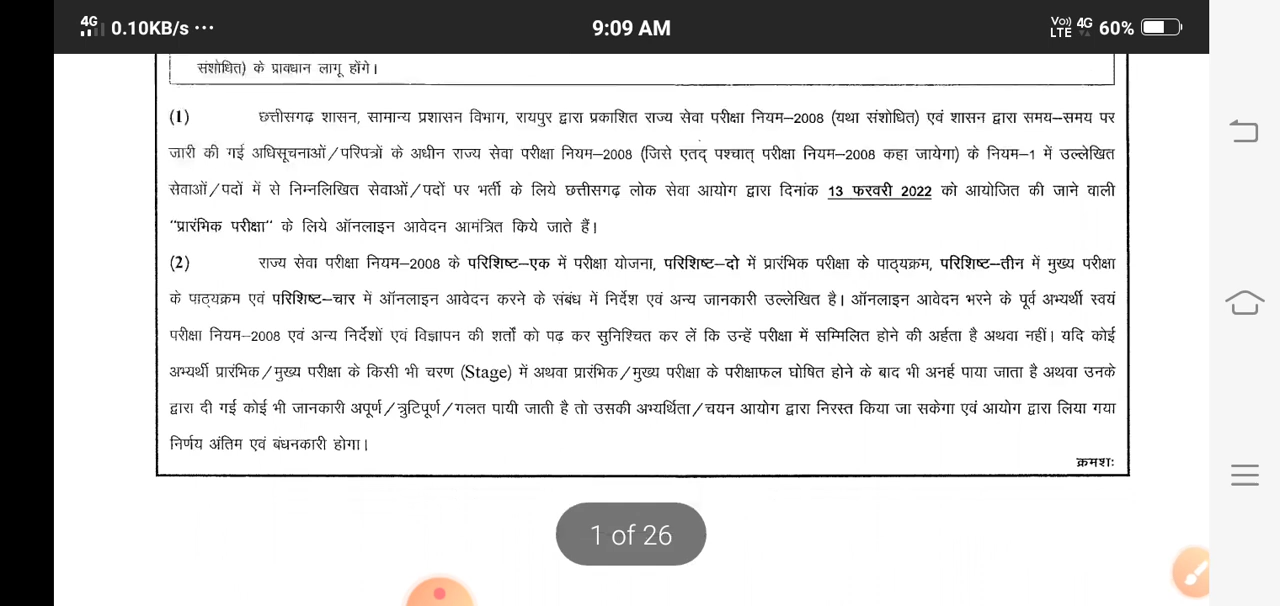 4G 0.10KB/s ... 9:09 AM Vo)) LTE 4G 60%
संशोधित) के प्रावधान लागू होंगे।
(1) छत्तीसगढ़ शासन, सामान्य प्रशासन विभाग, रायपुर द्वारा प्रकाशित राज्य सेवा परीक्षा नियम–2008 (यथा संशोधित) एवं शासन द्वारा समय–समय पर
जारी की गई अधिसूचनाओं/परिपत्रों के अधीन राज्य सेवा परीक्षा नियम–2008 (जिसे एतद् पश्चात् परीक्षा नियम–2008 कहा जायेगा) के नियम–1 में उल्लेखित
सेवाओं/पदों में से निम्नलिखित सेवाओं/पदों पर भर्ती के लिये छत्तीसगढ़ लोक सेवा आयोग द्वारा दिनांक 13 फरवरी 2022 को आयोजित की जाने वाली
“प्रारंभिक परीक्षा” के लिये ऑनलाइन आवेदन आमंत्रित किये जाते हैं।
(2) राज्य सेवा परीक्षा नियम–2008 के परिशिष्ट–एक में परीक्षा योजना, परिशिष्ट–दो में प्रारंभिक परीक्षा के पाठ्यक्रम, परिशिष्ट–तीन में मुख्य परीक्षा
के पाठ्यक्रम एवं परिशिष्ट–चार में ऑनलाइन आवेदन करने के संबंध में निर्देश एवं अन्य जानकारी उल्लेखित है। ऑनलाइन आवेदन भरने के पूर्व अभ्यर्थी स्वयं
परीक्षा नियम–2008 एवं अन्य निर्देशों एवं विज्ञापन की शर्तों को पढ़ कर सुनिश्चित कर लें कि उन्हें परीक्षा में सम्मिलित होने की अर्हता है अथवा नहीं। यदि कोई
अभ्यर्थी प्रारंभिक/मुख्य परीक्षा के किसी भी चरण (Stage) में अथवा प्रारंभिक/मुख्य परीक्षा के परीक्षाफल घोषित होने के बाद भी अनर्ह पाया जाता है अथवा उनके
द्वारा दी गई कोई भी जानकारी अपूर्ण/त्रुटिपूर्ण/गलत पायी जाती है तो उसकी अभ्यर्थिता/चयन आयोग द्वारा निरस्त किया जा सकेगा एवं आयोग द्वारा लिया गया
निर्णय अंतिम एवं बंधनकारी होगा।
क्रमशः
1 of 26